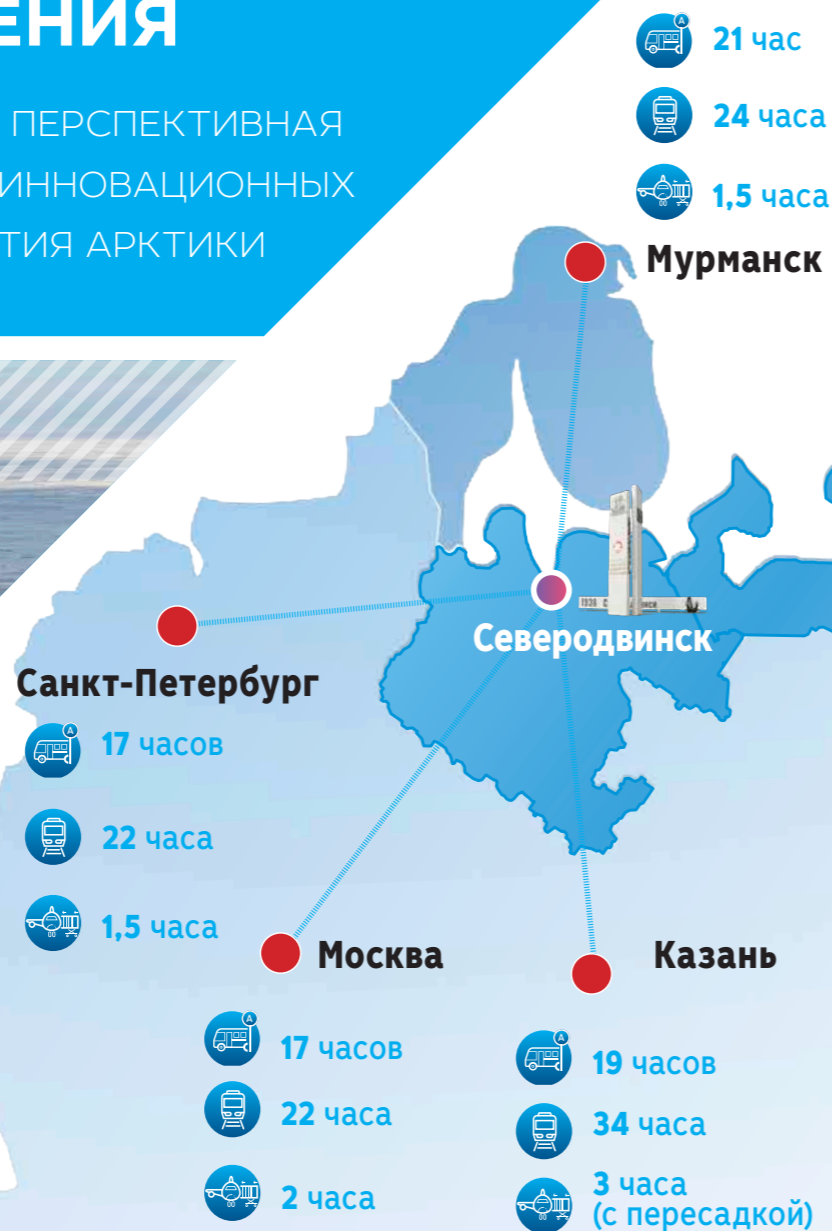 ЕНИЯ
ПЕРСПЕКТИВНАЯ
ИННОВАЦИОННЫХ
ТИЯ АРКТИКИ
А
21 час
24 часа
1,5 часа
Мурманск
1936
Северодвинск
Санкт-Петербург
А
17 часов
22 часа
1,5 часа
Москва
А
17 часов
22 часа
2 часа
Казань
А
19 часов
34 часа
3 часа
(с пересадкой)